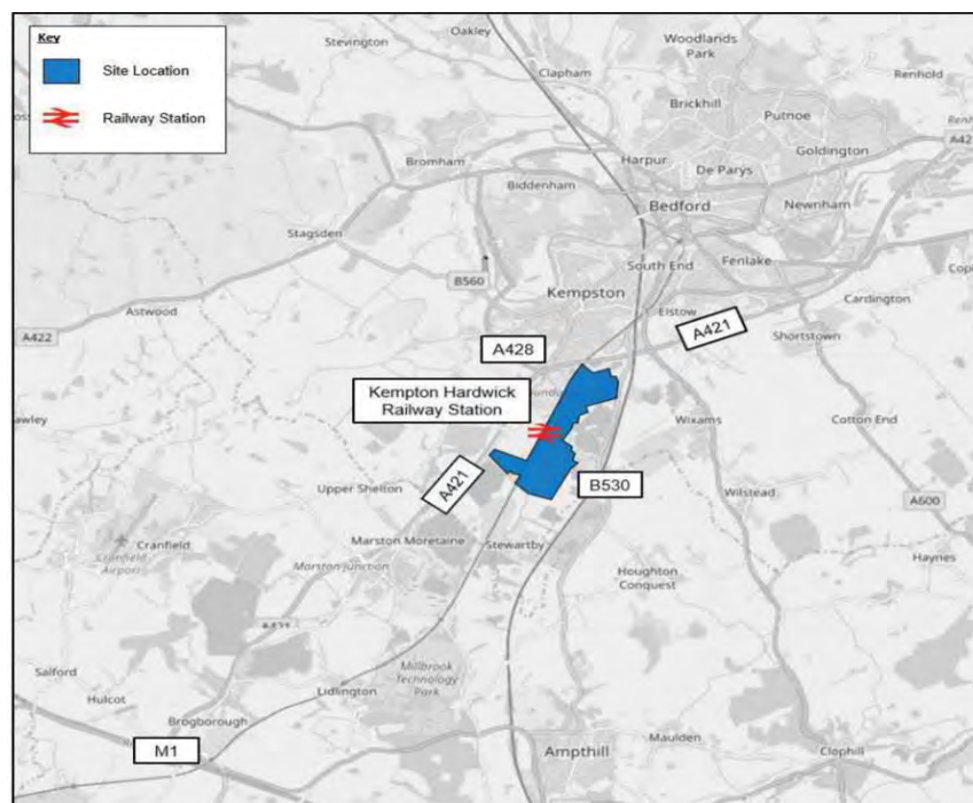 Key
Site Location
Railway Station
Oakley
Stevington
Woodlands
Park
Clapham
Renhold
Brickhill
Putnoe
Goldington
Bromham
Harpur
De Parys
Biddenham
Bedford
Newnham
Stagsden
South End
Fenlake
B560
Kempston
Cardington
Astwood
Elstow
A421
A422
Shortstown
A428
Kempton Hardwick
Railway Station
Wixams
Cotton End
A421
Upper Shelton
B530
Wilstead
A600
Cranfield
Cranfield
Airport
Marston Moretaine
Stewartby
Marston Junction
Haynes
Houghton
Conquest
A421
Salford
Millbrook
Technology
Park
Hulcot
Lidlington
Brogborough
M1
Ampthill
Maulden
Clophill